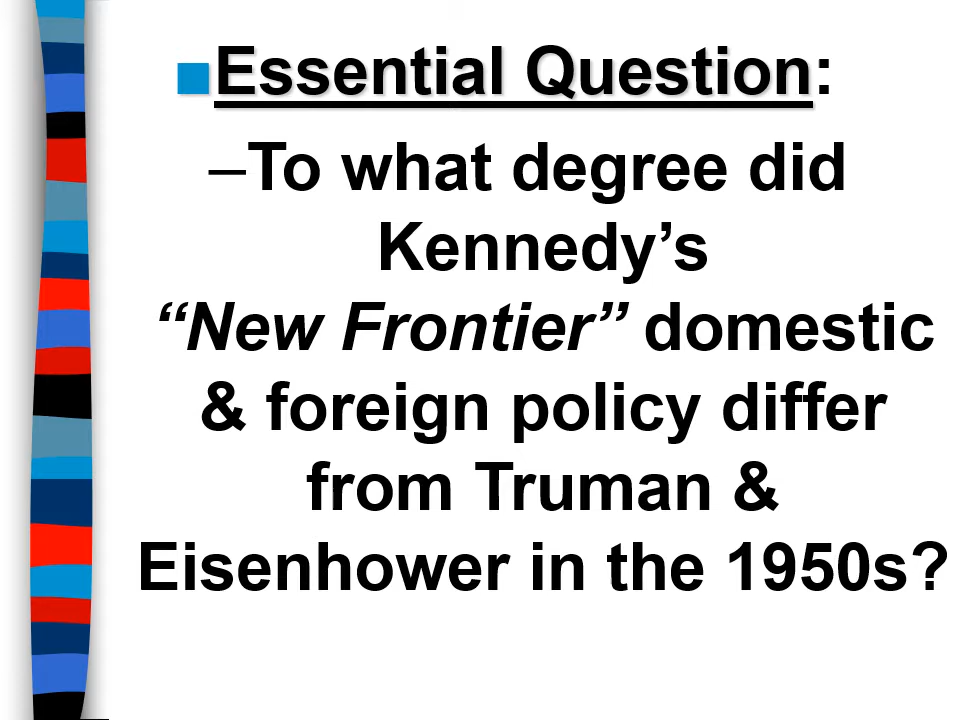 ■Essential Question:
–To what degree did
Kennedy’s
“New Frontier” domestic
& foreign policy differ
from Truman &
Eisenhower in the 1950s?